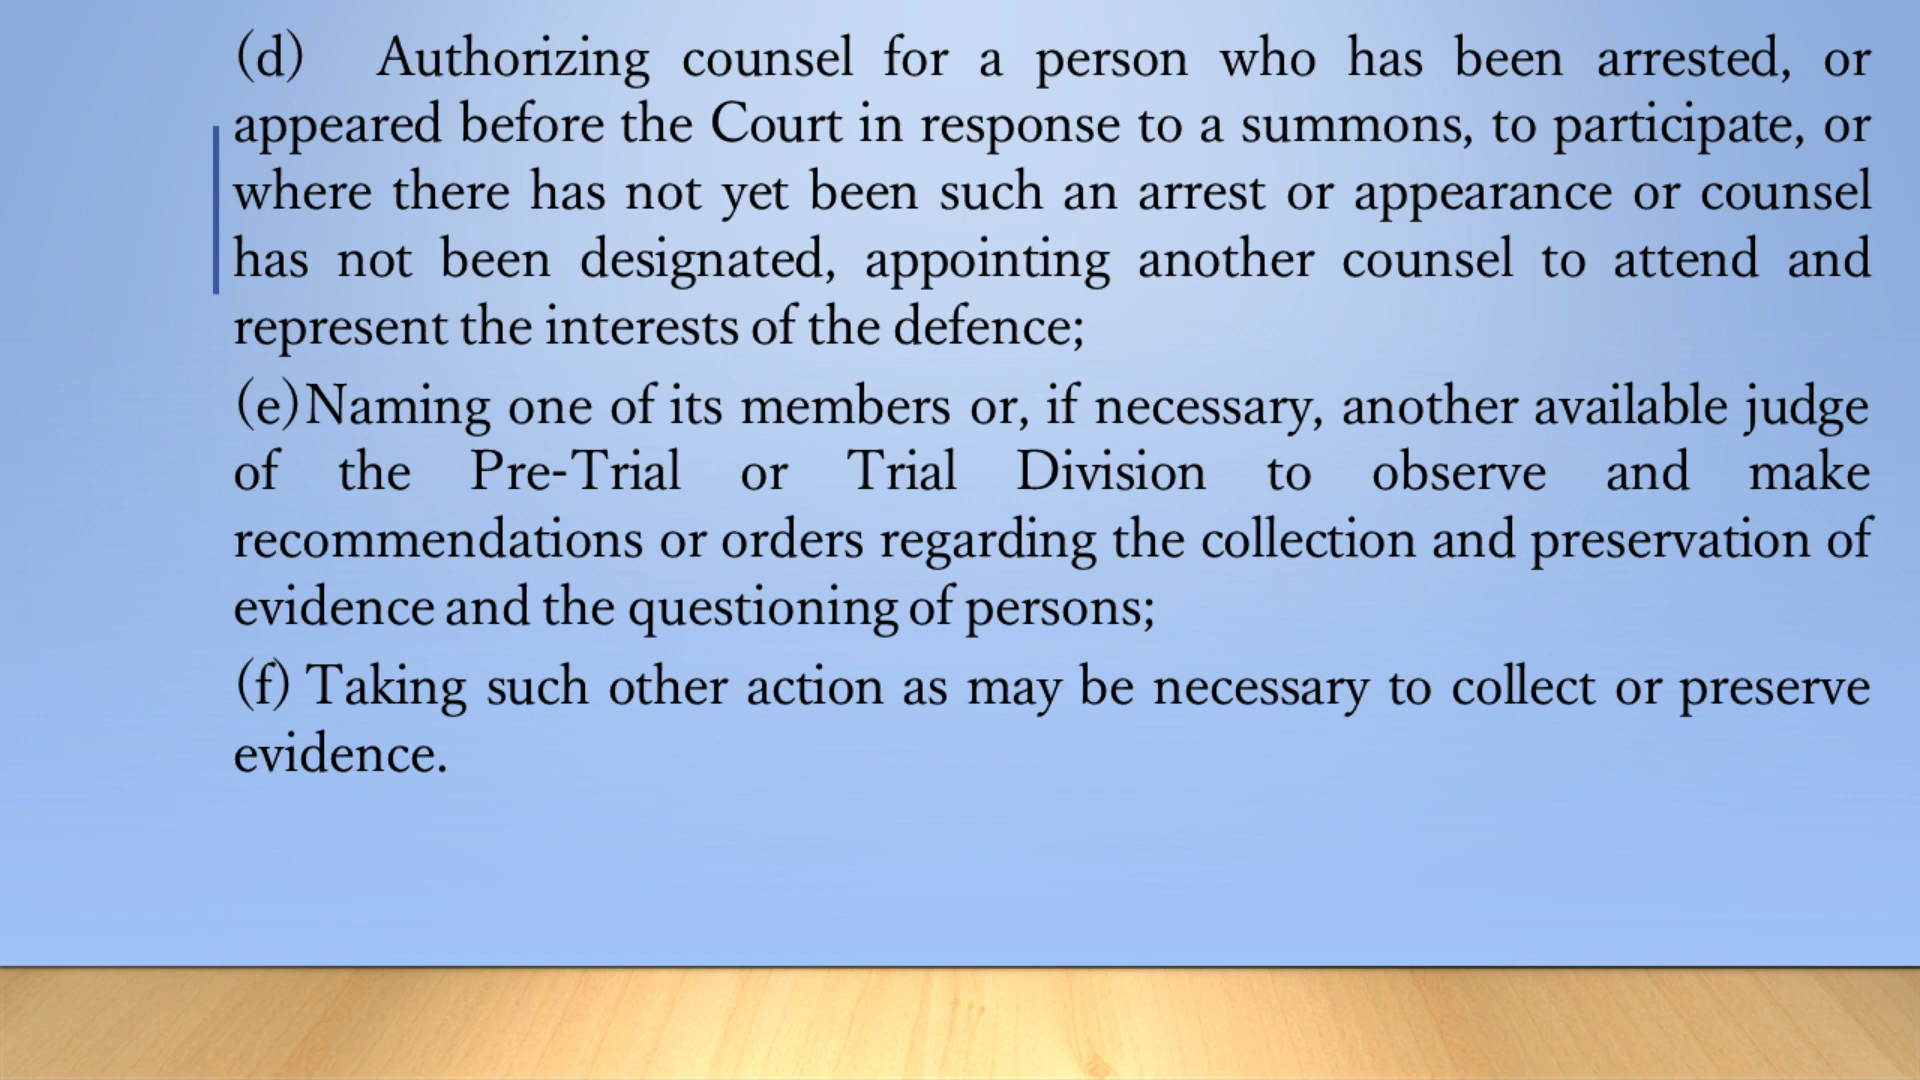 (d) Authorizing counsel for a person who has been arrested, or
appeared before the Court in response to a summons, to participate, or
where there has not yet been such an arrest or appearance or counsel
has not been designated, appointing another counsel to attend and
represent the interests of the defence;
(e)Naming one of its members or, if necessary, another available judge
of the Pre-Trial or Trial Division to observe and make
recommendations or orders regarding the collection and preservation of
evidence and the questioning of persons;
(f) Taking such other action as may be necessary to collect or preserve
evidence.